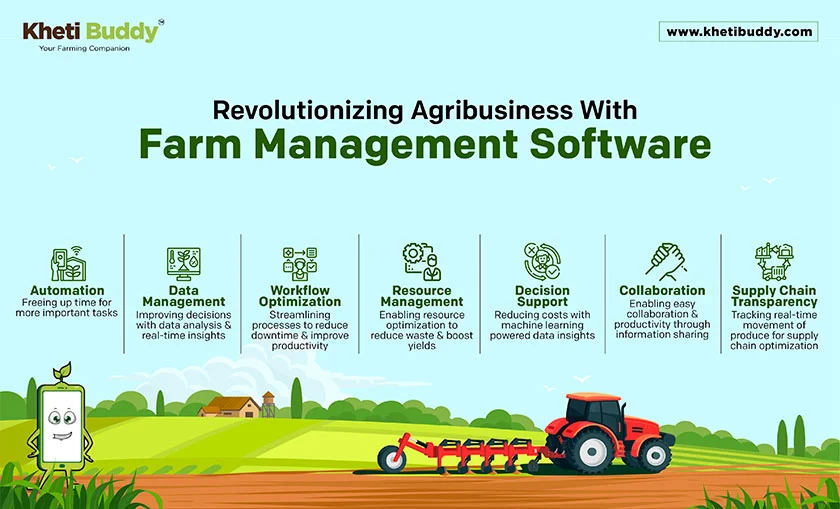 Kheti Buddy™
Your Farming Companion
www.khetibuddy.com
Revolutionizing Agribusiness With
Farm Management Software
Automation
Freeing up time for
more important tasks
Data
Management
Improving decisions
with data analysis &
real-time insights
Workflow
Optimization
Streamlining
processes to reduce
downtime & improve
productivity
Resource
Management
Enabling resource
optimization to
reduce waste & boost
yields
Decision
Support
Reducing costs with
machine learning
powered data insights
Collaboration
Enabling easy
collaboration &
productivity through
information sharing
Supply Chain
Transparency
Tracking real-time
movement of
produce for supply
chain optimization